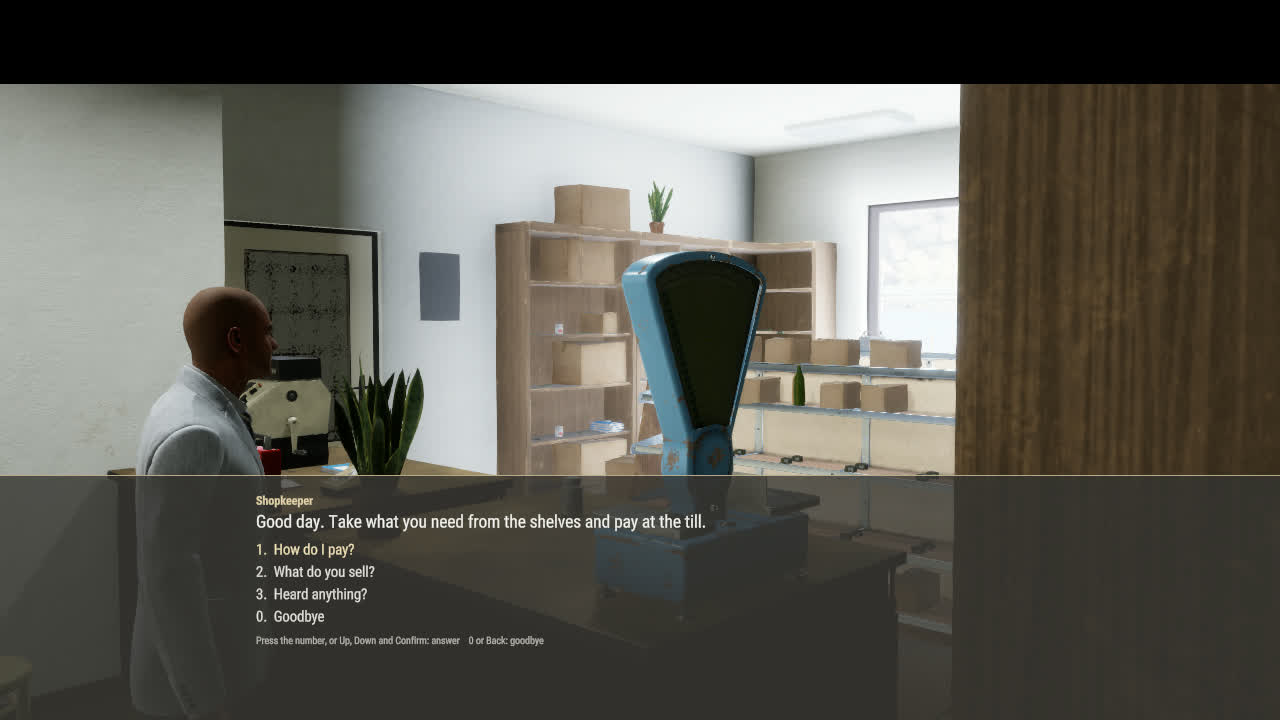 Shopkeeper
Good day. Take what you need from the shelves and pay at the till.
1. How do I pay?
2. What do you sell?
3. Heard anything?
0. Goodbye
Press the number, or Up, Down and Confirm: answer 0 or Back: goodbye